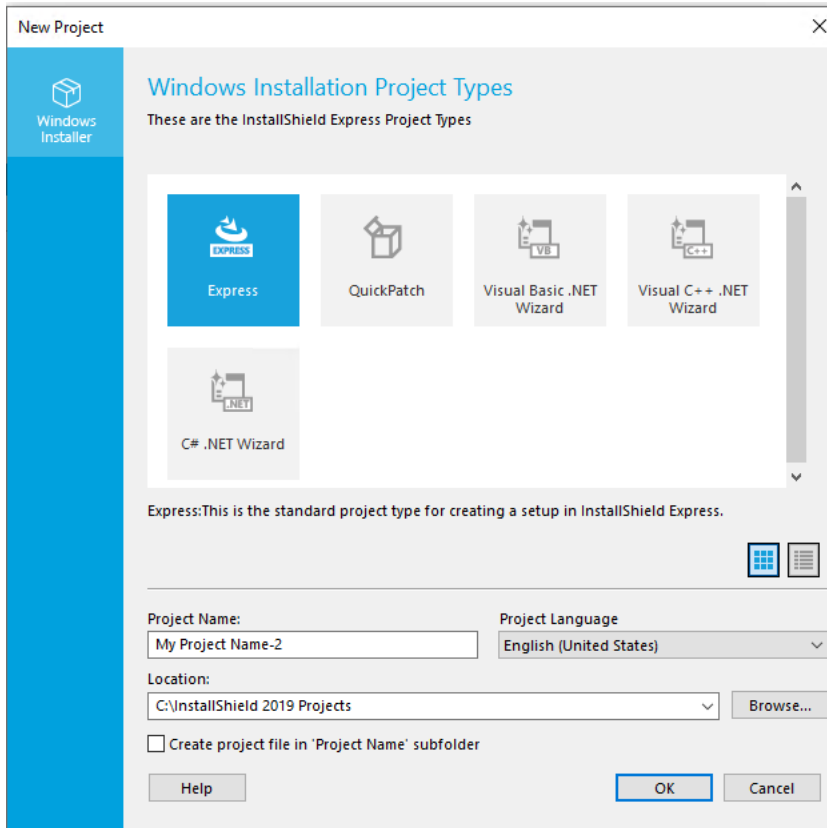 New Project
Windows
Installer
Windows Installation Project Types
These are the InstallShield Express Project Types
EXPRESS
Express
QuickPatch
VB
Visual Basic .NET
Wizard
C++
Visual C++ .NET
Wizard
.NET
C# .NET Wizard
Express:This is the standard project type for creating a setup in InstallShield Express.
Project Name:
Project Language
My Project Name-2
English (United States)
Location:
C:\InstallShield 2019 Projects
Browse...
Create project file in 'Project Name' subfolder
Help
OK
Cancel